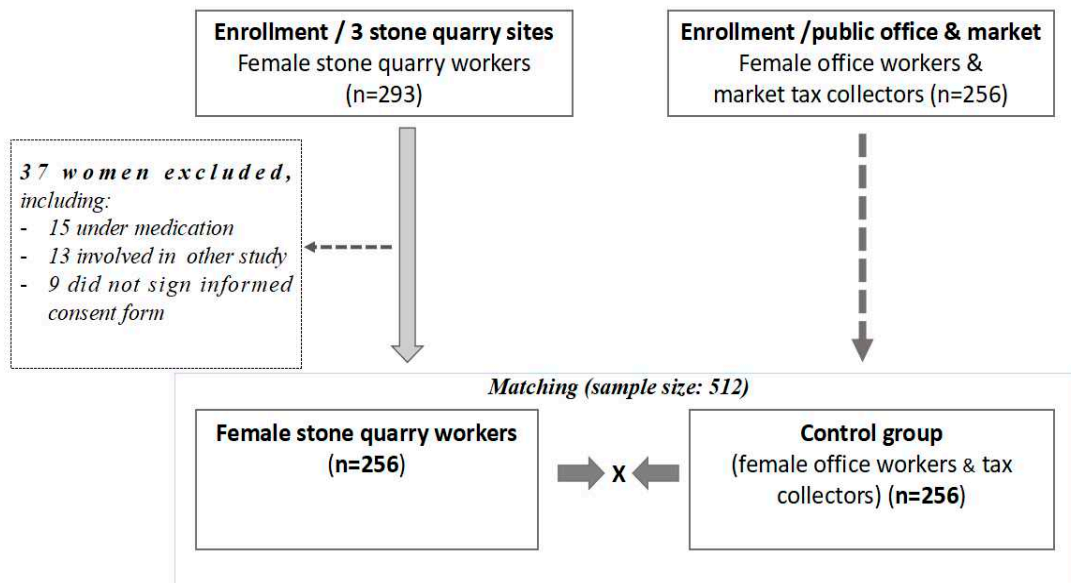 Enrollment / 3 stone quarry sites
Female stone quarry workers
(n=293)
Enrollment /public office & market
Female office workers &
market tax collectors (n=256)
37 women excluded,
including:
- 15 under medication
- 13 involved in other study
- 9 did not sign informed
consent form
Matching (sample size: 512)
Female stone quarry workers
(n=256)
X
Control group
(female office workers & tax
collectors) (n=256)